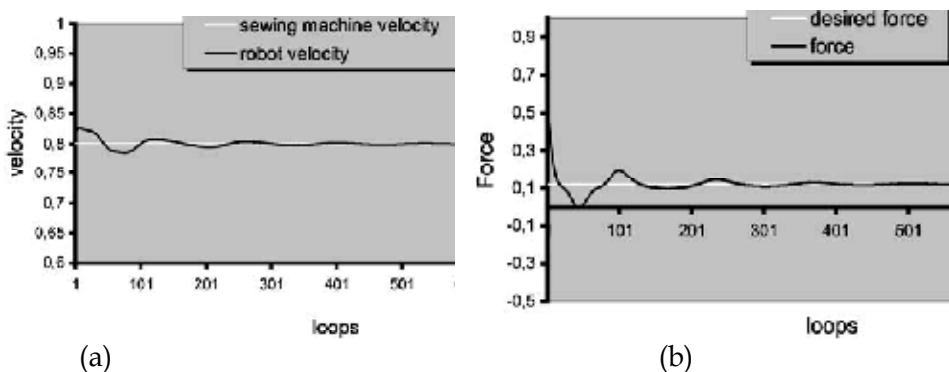 sewing machine velocity
robot velocity
velocity
1
0,95
0,9
0,85
0,8
0,75
0,7
0,65
0,6
1
101
201
301
401
501
loops
(a)
desired force
force
Force
0,9
0,7
0,5
0,3
0,1
-0,1
-0,3
-0,5
101
201
301
401
501
loops
(b)